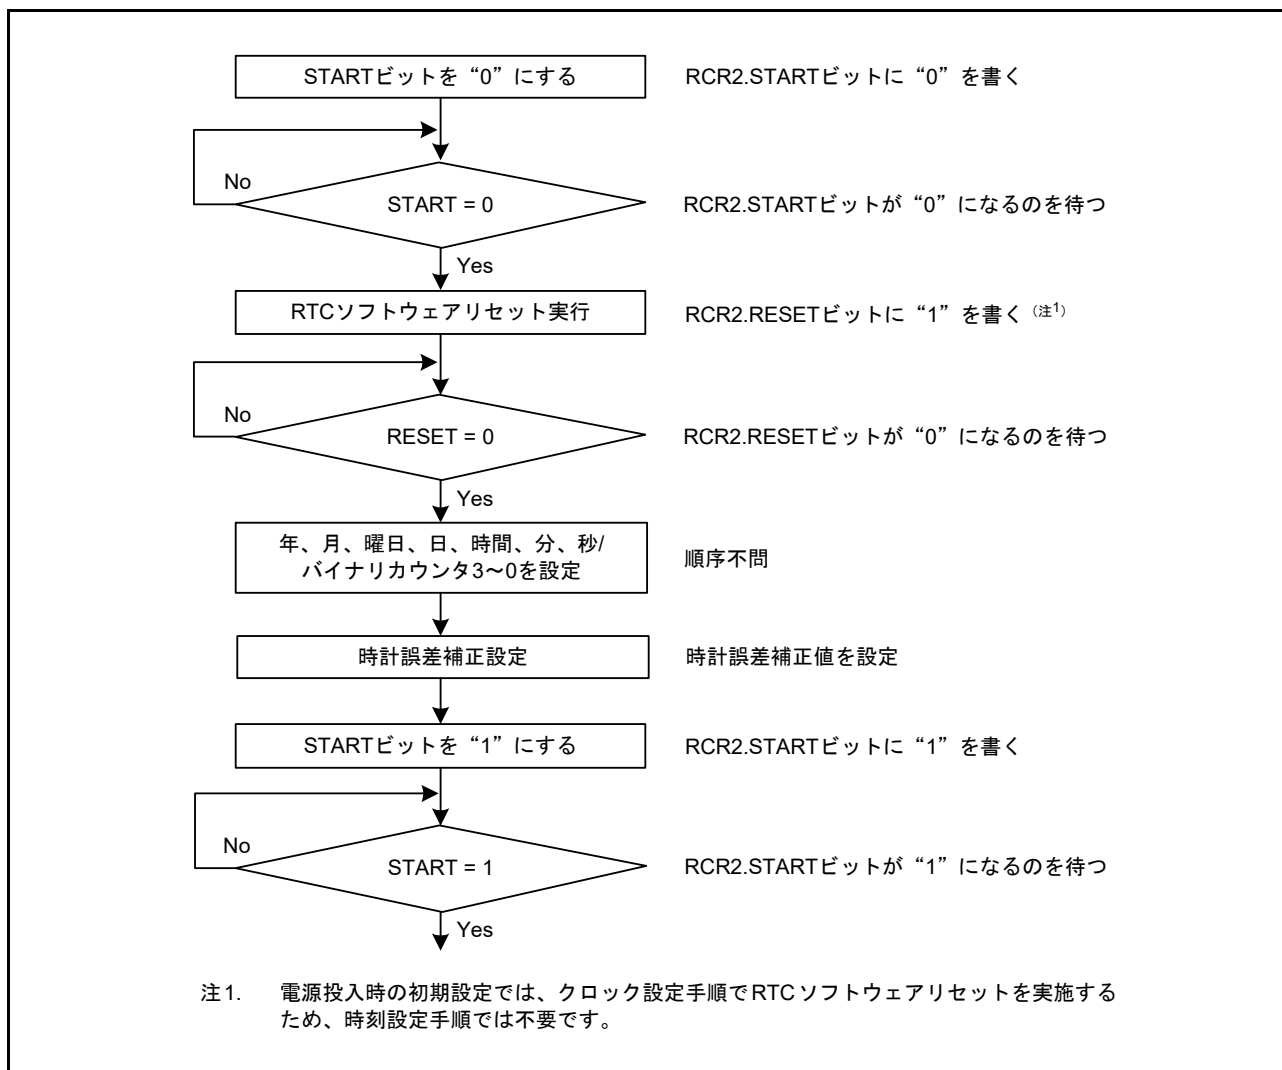 STARTビットを“0”にする
RCR2.STARTビットに“0”を書く
No
START = 0
RCR2.STARTビットが“0”になるのを待つ
Yes
RTCソフトウェアリセット実行
RCR2.RESETビットに“1”を書く（注1）
No
RESET = 0
RCR2.RESETビットが“0”になるのを待つ
Yes
年、月、曜日、日、時間、分、秒/
バイナリカウンタ3～0を設定
順序不問
時計誤差補正設定
時計誤差補正値を設定
STARTビットを“1”にする
RCR2.STARTビットに“1”を書く
No
START = 1
RCR2.STARTビットが“1”になるのを待つ
Yes
注1. 電源投入時の初期設定では、クロック設定手順でRTCソフトウェアリセットを実施する
ため、時刻設定手順では不要です。